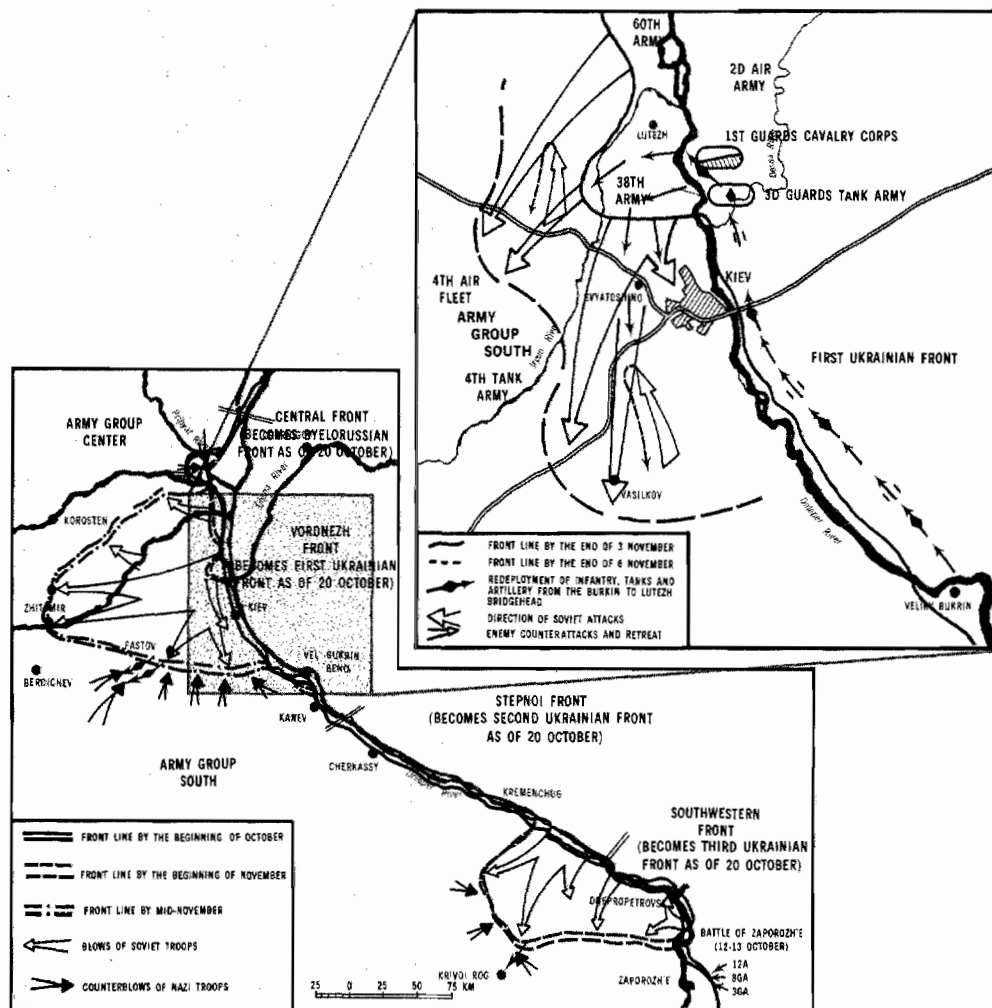 60TH
ARMY
2D AIR
ARMY
LUTEZH
1ST GUARDS CAVALRY CORPS
38TH
ARMY
3D GUARDS TANK ARMY
KIEV
4TH AIR
FLEET
EVYATOSHINO
ARMY
GROUP
SOUTH
Irpen River
4TH TANK
ARMY
FIRST UKRAINIAN FRONT
VASILKOV
Dnieper River
VELIKIY BUKRIN
FRONT LINE BY THE END OF 3 NOVEMBER
FRONT LINE BY THE END OF 6 NOVEMBER
REDEPLOYMENT OF INFANTRY, TANKS AND
ARTILLERY FROM THE BURKIN TO LUTEZH
BRIDGEHEAD
DIRECTION OF SOVIET ATTACKS
ENEMY COUNTERATTACKS AND RETREAT
ARMY GROUP
CENTER
CENTRAL FRONT
(BECOMES BYELORUSSIAN
FRONT AS OF 20 OCTOBER)
River
KOROSTEN
VORONEZH
FRONT
(BECOMES FIRST UKRAINIAN
FRONT AS OF 20 OCTOBER)
ZHITOMIR
KIEV
FASTOV
VEL BUKRIN
BEND
BERDICHEV
KANEV
STEPNOI FRONT
(BECOMES SECOND UKRAINIAN FRONT
AS OF 20 OCTOBER)
ARMY GROUP
SOUTH
CHERKASSY
KREMENCHUG
SOUTHWESTERN
FRONT
(BECOMES THIRD UKRAINIAN
FRONT AS OF 20 OCTOBER)
DNEPROPETROVSK
BATTLE OF ZAPOROZH'E
(12-13 OCTOBER)
12A
8GA
3GA
ZAPOROZH'E
KRIVOI ROG
25 0 25 50 75 KM
FRONT LINE BY THE BEGINNING OF OCTOBER
FRONT LINE BY THE BEGINNING OF NOVEMBER
FRONT LINE BY MID-NOVEMBER
BLOWS OF SOVIET TROOPS
COUNTERBLOWS OF NAZI TROOPS